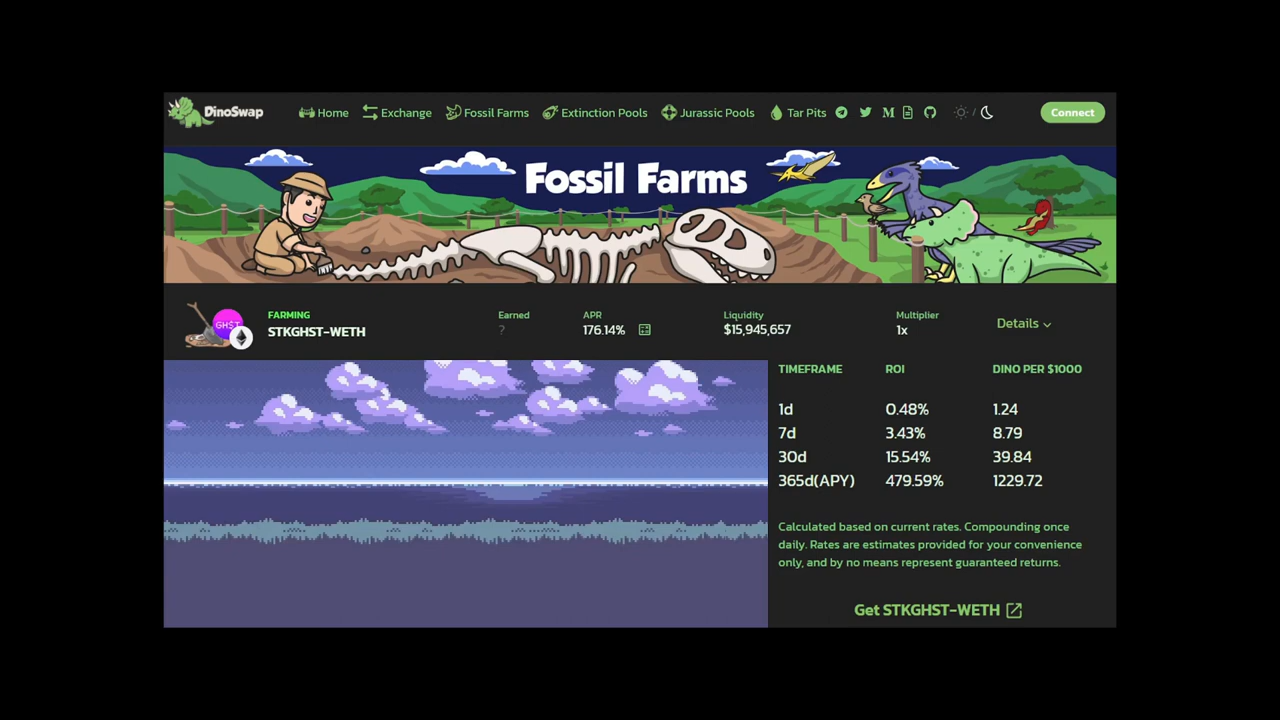 DinoSwap Home Exchange Fossil Farms Extinction Pools Jurassic Pools Tar Pits M / Connect
Fossil Farms
FARMING Earned APR Liquidity Multiplier
STKGHST-WETH ? 176.14% $15,945,657 1x Details
GHST
TIMEFRAME ROI DINO PER $1000
1d 0.48% 1.24
7d 3.43% 8.79
30d 15.54% 39.84
365d(APY) 479.59% 1229.72
Calculated based on current rates. Compounding once
daily. Rates are estimates provided for your convenience
only, and by no means represent guaranteed returns.
Get STKGHST-WETH